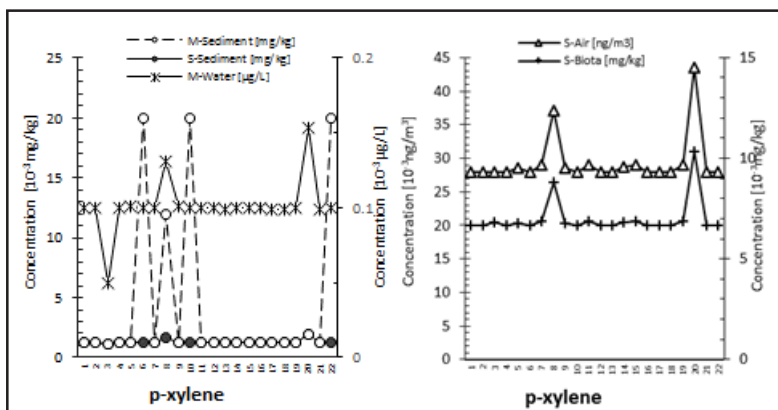 M-Sediment [mg/kg]
S-Sediment [mg/kg]
M-Water [µg/L]
Concentration [10⁻³mg/kg]
25
20
15
10
5
0
0.2
0.1
0
Concentration [10⁻³µg/L]
1 2 3 4 5 6 7 8 9 10 11 12 13 14 15 16 17 18 19 20 21 22
p-xylene
S-Air [ng/m3]
S-Biota [mg/kg]
Concentration [10⁻³ng/m³]
45
40
35
30
25
20
15
10
5
0
15
10
5
0
Concentration [10⁻³mg/kg]
1 2 3 4 5 6 7 8 9 10 11 12 13 14 15 16 17 18 19 20 21 22
p-xylene